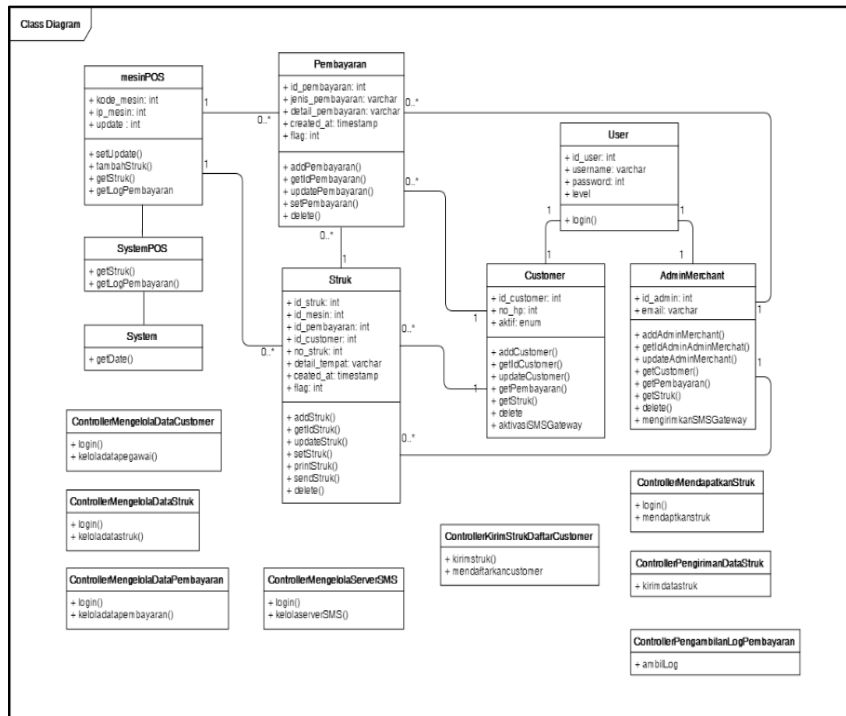 Class Diagram
mesinPOS
+ kode_mesin: int
+ ip_mesin: int
+ update : int
+ setUpdate()
+ tambahStruk()
+ getStruk()
+ getLogPembayaran
SystemPOS
+ getStruk()
+ getLogPembayaran()
System
+ getDate()
Pembayaran
+ id_pembayaran: int
+ jenis_pembayaran: varchar
+ detail_pembayaran: varchar
+ created_at: timestamp
+ flag: int
+ addPembayaran()
+ getIdPembayaran()
+ updatePembayaran()
+ setPembayaran()
+ delete()
Struk
+ id_struk: int
+ id_mesin: int
+ id_pembayaran: int
+ id_customer: int
+ no_struk: int
+ detail_tempat: varchar
+ ceated_at: timestamp
+ flag: int
+ addStruk()
+ getIdStruk()
+ updateStruk()
+ setStruk()
+ printStruk()
+ sendStruk()
+ delete()
User
+ id_user: int
+ username: varchar
+ password: int
+ level
+ login()
Customer
+ id_customer: int
+ no_hp: int
+ aktif: enum
+ addCustomer()
+ getIdCustomer()
+ updateCustomer()
+ getPembayaran()
+ getStruk()
+ delete
+ aktivasiSMSGateway
AdminMerchant
+ id_admin: int
+ email: varchar
+ addAdminMerchant()
+ getIdAdminAdminMerchat()
+ updateAdminMerchant()
+ getCustomer()
+ getPembayaran()
+ getStruk()
+ delete()
+ mengirimkanSMSGateway
1
0..*
1
0..*
0..*
1
0..*
1
0..*
1
0..*
1
0..*
1
1
1
1
1
ControllerMengelolaDataCustomer
+ login()
+ keloladatapegawai()
ControllerMengelolaDataStruk
+ login()
+ keloladatastruk()
ControllerMengelolaDataPembayaran
+ login()
+ keloladatapembayaran()
ControllerMengelolaServerSMS
+ login()
+ kelolaserverSMS()
ControllerKirimStrukDaftarCustomer
+ kirimstruk()
+ mendaftarkancustomer
ControllerMendapatkanStruk
+ login()
+ mendaptkanstruk
ControllerPengirimanDataStruk
+ kirimdatastruk
ControllerPengambilanLogPembayaran
+ ambilLog